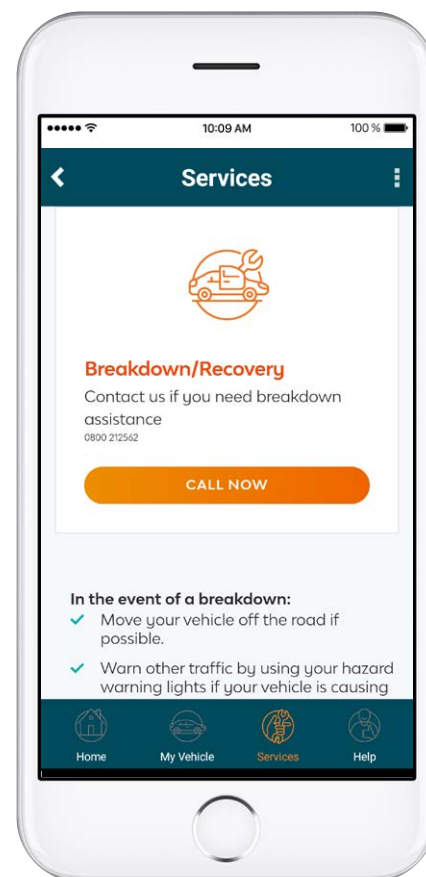 10:09 AM
100 %
Services
Breakdown/Recovery
Contact us if you need breakdown
assistance
0800 212562
CALL NOW
In the event of a breakdown:
Move your vehicle off the road if
possible.
Warn other traffic by using your hazard
warning lights if your vehicle is causing
Home My Vehicle Services Help